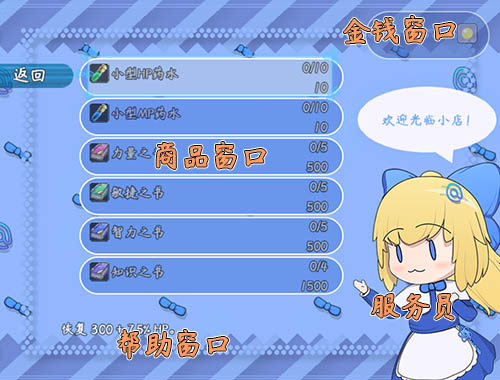 金钱窗口
返回
小型HP药水 0/10
10
欢迎光临小店!
小型MP药水 0/10
10
力量之 0/5
商品窗口
500
敏捷之书 0/5
500
智力之书 0/5
500
知识之书 0/4
1500
服务员
恢复 300 + 7.5% HP。
帮助窗口